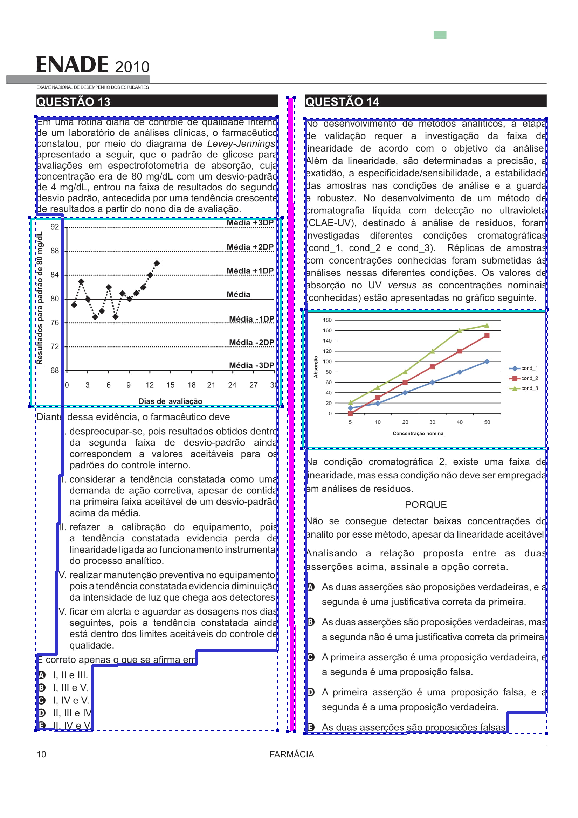 ENADE 2010
EXAME NACIONAL DE DESEMPENHO DOS ESTUDANTES
QUESTÃO 13
Em uma rotina diária de controle de qualidade interno
de um laboratório de análises clínicas, o farmacêutico
constatou, por meio do diagrama de Levey-Jennings
apresentado a seguir, que o padrão de glicose para
avaliações em espectrofotometria de absorção, cuja
concentração era de 80 mg/dL com um desvio-padrão
de 4 mg/dL, entrou na faixa de resultados do segundo
desvio padrão, antecedida por uma tendência crescente
de resultados a partir do nono dia de avaliação.
Resultados para padrão de 80 mg/dL
92
88
84
80
76
72
68
Média +3DP
Média +2DP
Média +1DP
Média
Média -1DP
Média -2DP
Média -3DP
0 3 6 9 12 15 18 21 24 27 30
Dias de avaliação
Diante dessa evidência, o farmacêutico deve
I. despreocupar-se, pois resultados obtidos dentro
da segunda faixa de desvio-padrão ainda
correspondem a valores aceitáveis para os
padrões do controle interno.
II. considerar a tendência constatada como uma
demanda de ação corretiva, apesar de contida
na primeira faixa aceitável de um desvio-padrão
acima da média.
III. refazer a calibração do equipamento, pois
a tendência constatada evidencia perda de
linearidade ligada ao funcionamento instrumental
do processo analítico.
IV. realizar manutenção preventiva no equipamento,
pois a tendência constatada evidencia diminuição
da intensidade de luz que chega aos detectores.
V. ficar em alerta e aguardar as dosagens nos dias
seguintes, pois a tendência constatada ainda
está dentro dos limites aceitáveis do controle de
qualidade.
É correto apenas o que se afirma em
A I, II e III.
B I, III e V.
C I, IV e V.
D II, III e IV.
E II, IV e V.
QUESTÃO 14
No desenvolvimento de métodos analíticos, a etapa
de validação requer a investigação da faixa de
linearidade de acordo com o objetivo da análise.
Além da linearidade, são determinadas a precisão, a
exatidão, a especificidade/sensibilidade, a estabilidade
das amostras nas condições de análise e a guarda
e robustez. No desenvolvimento de um método de
cromatografia líquida com detecção no ultravioleta
(CLAE-UV), destinado à análise de resíduos, foram
investigadas diferentes condições cromatográficas
(cond_1, cond_2 e cond_3). Réplicas de amostras
com concentrações conhecidas foram submetidas às
análises nessas diferentes condições. Os valores de
absorção no UV versus as concentrações nominais
(conhecidas) estão apresentadas no gráfico seguinte.
Absorção
180
160
140
120
100
80
60
40
20
0
5 10 20 30 40 50
Concentração nominal
cond_1
cond_2
cond_3
Na condição cromatográfica 2, existe uma faixa de
linearidade, mas essa condição não deve ser empregada
em análises de resíduos.
PORQUE
Não se consegue detectar baixas concentrações do
analito por esse método, apesar da linearidade aceitável.
Analisando a relação proposta entre as duas
asserções acima, assinale a opção correta.
A As duas asserções são proposições verdadeiras, e a
segunda é uma justificativa correta da primeira.
B As duas asserções são proposições verdadeiras, mas
a segunda não é uma justificativa correta da primeira.
C A primeira asserção é uma proposição verdadeira, e
a segunda é uma proposição falsa.
D A primeira asserção é uma proposição falsa, e a
segunda é uma proposição verdadeira.
E As duas asserções são proposições falsas.
10
FARMÁCIA